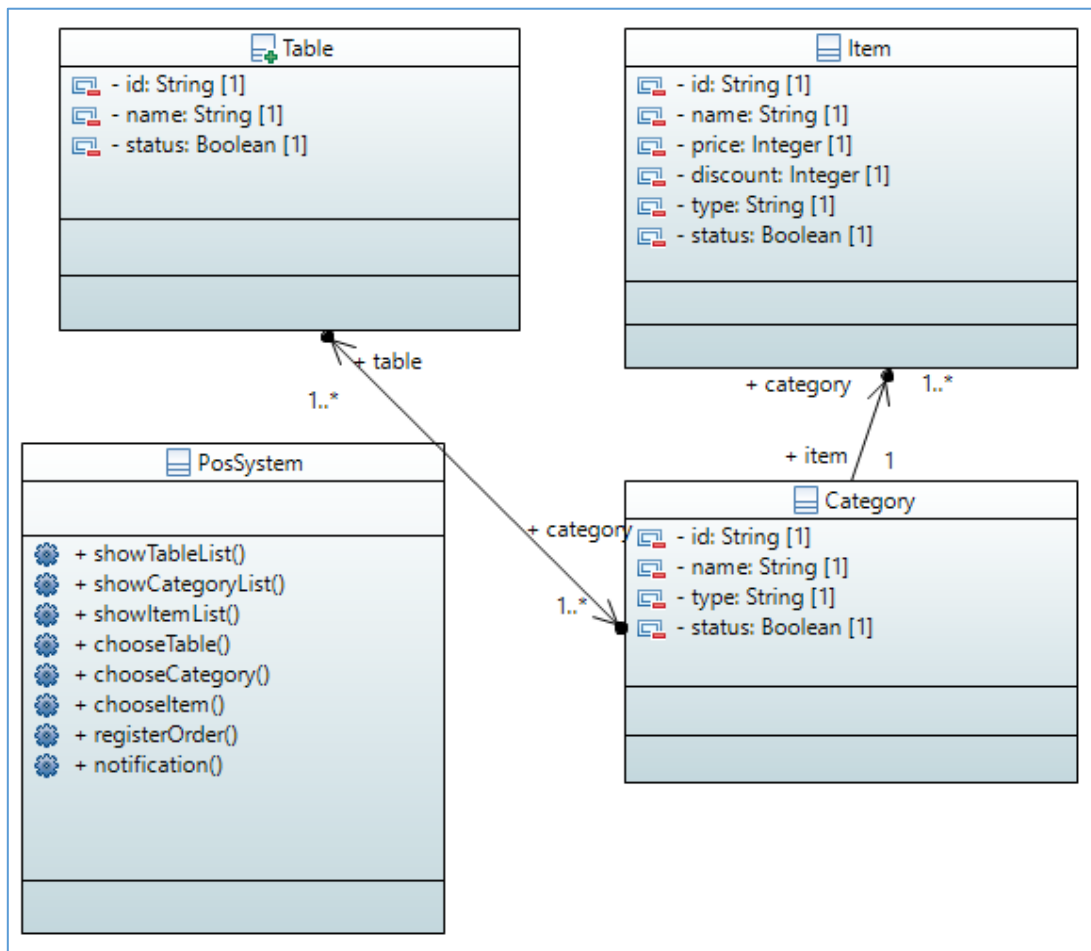 Table
- id: String [1]
- name: String [1]
- status: Boolean [1]
Item
- id: String [1]
- name: String [1]
- price: Integer [1]
- discount: Integer [1]
- type: String [1]
- status: Boolean [1]
+ table
1..*
+ category
1..*
+ item
1
+ category
1..*
PosSystem
+ showTableList()
+ showCategoryList()
+ showItemList()
+ chooseTable()
+ chooseCategory()
+ chooseItem()
+ registerOrder()
+ notification()
Category
- id: String [1]
- name: String [1]
- type: String [1]
- status: Boolean [1]